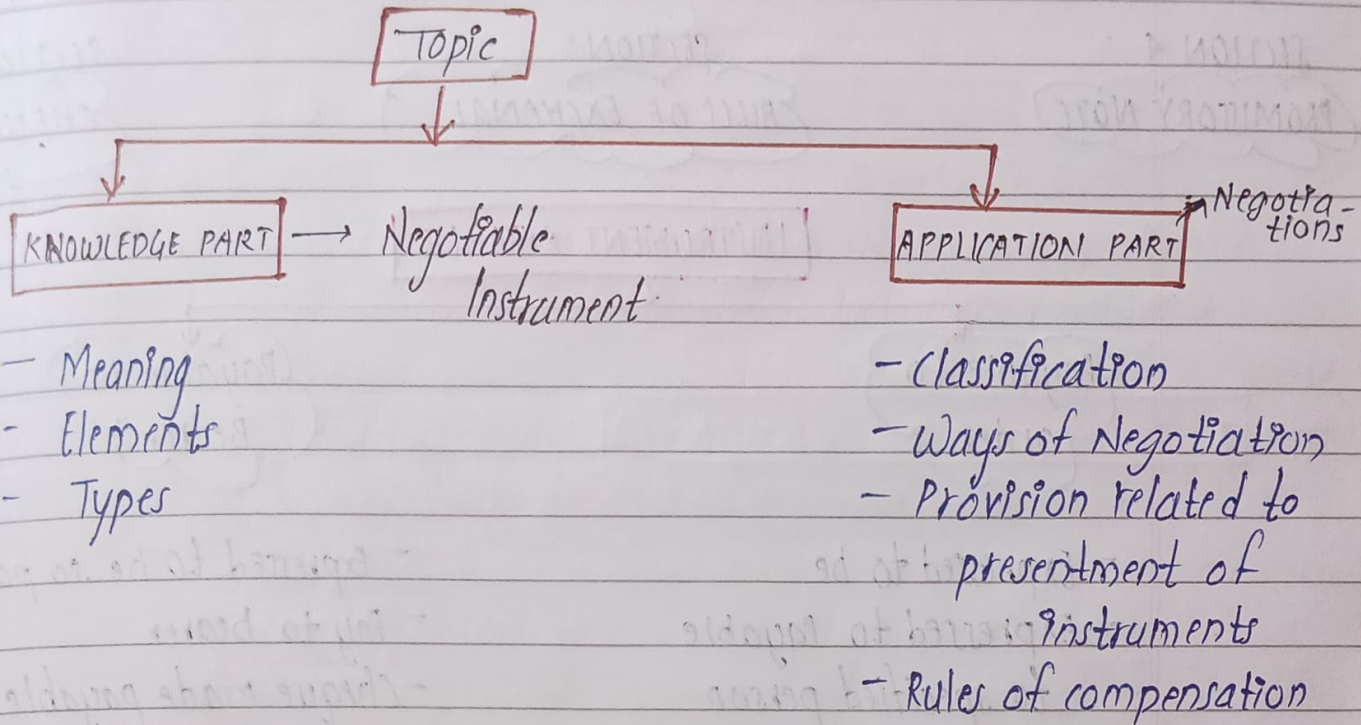 Topic
KNOWLEDGE PART → Negotiable
Instrument
- Meaning
- Elements
- Types
APPLICATION PART
Negotia-
tions
- Classification
- Ways of Negotiation
- Provision related to
presentment of
instruments
- Rules of compensation